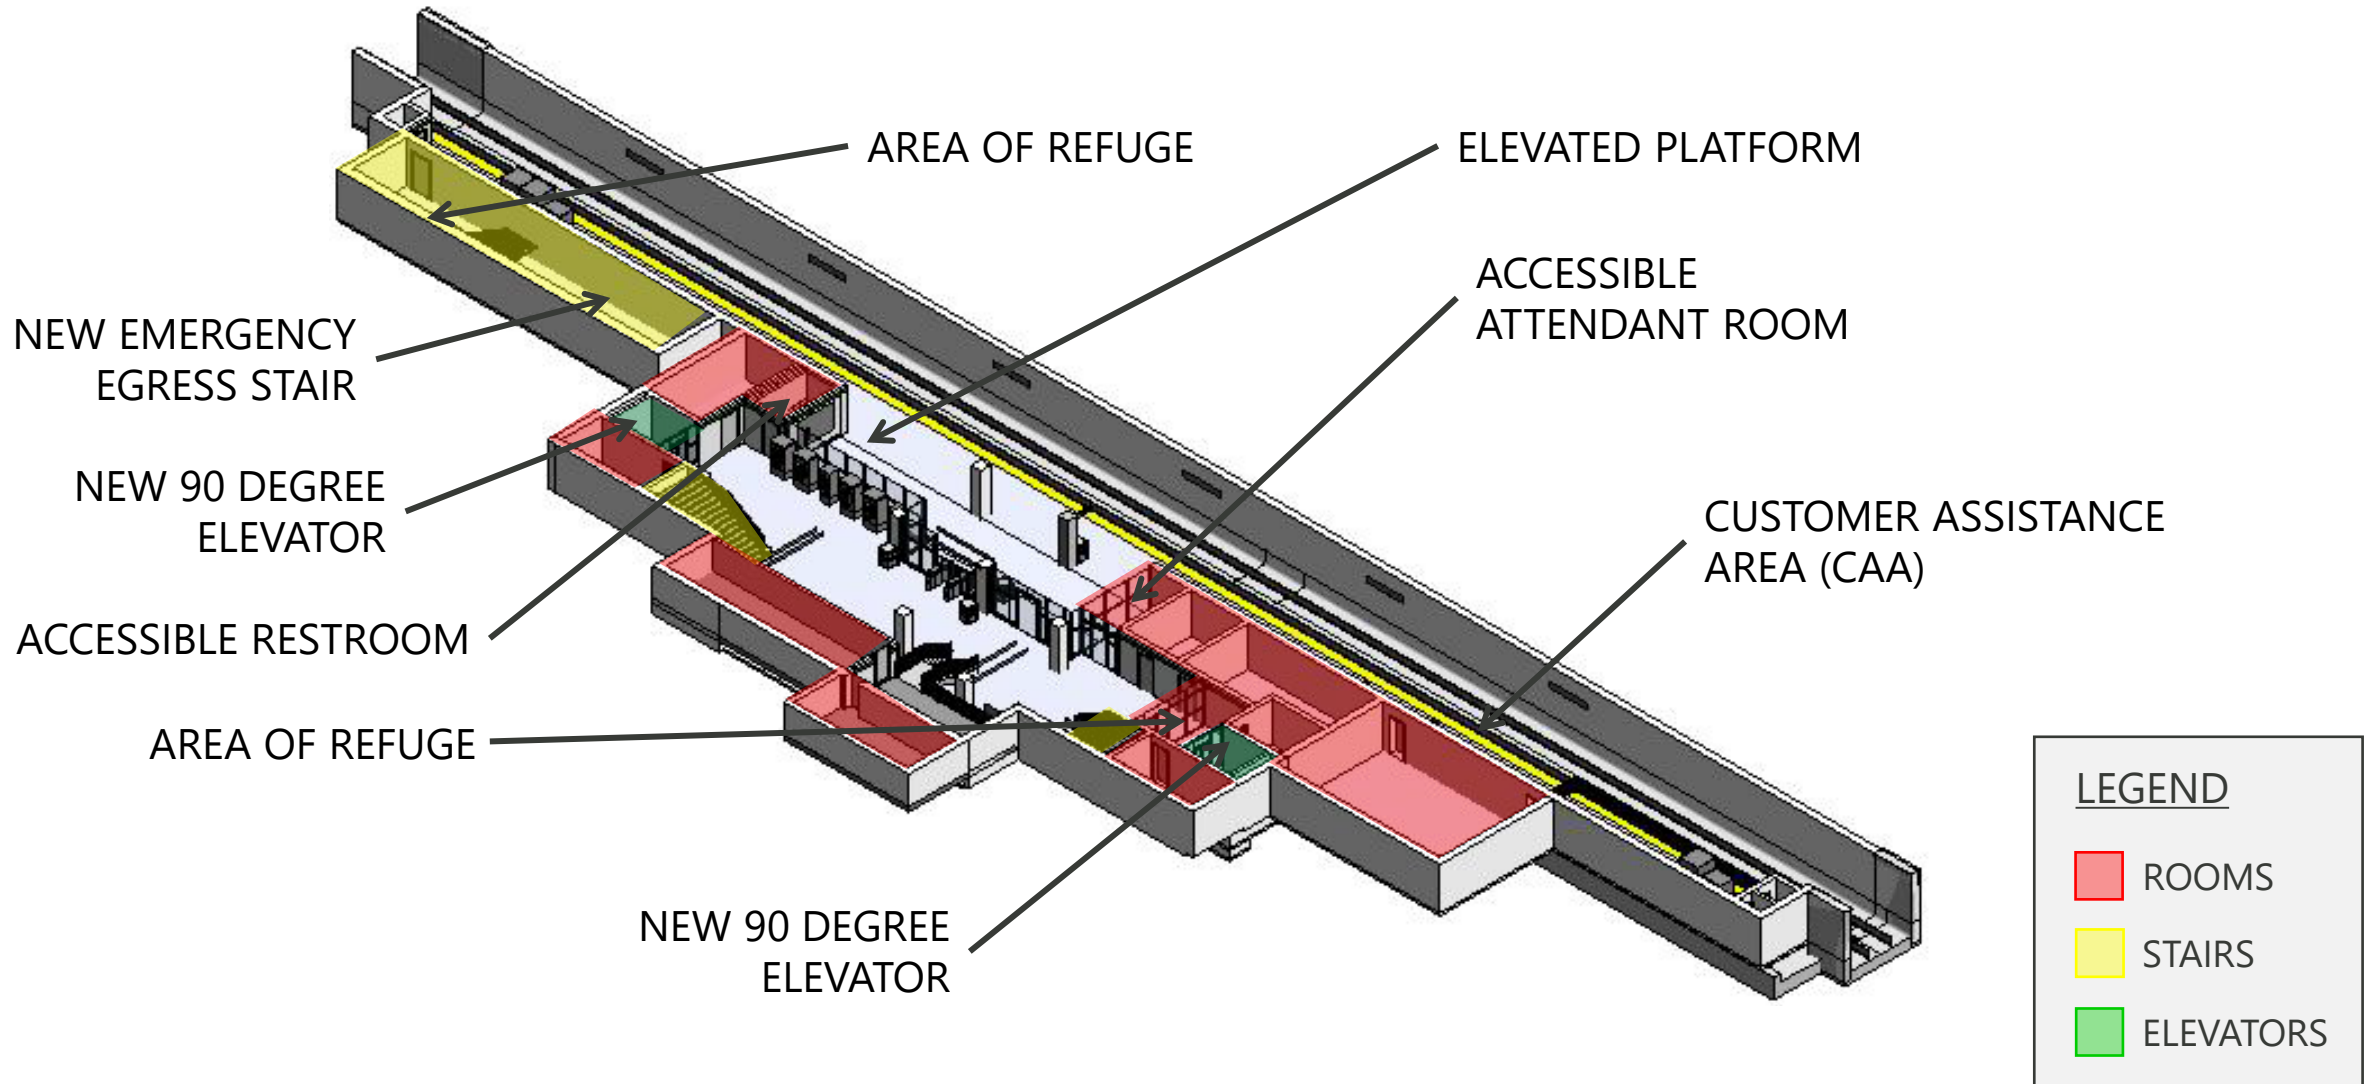 AREA OF REFUGE
ELEVATED PLATFORM
ACCESSIBLE
ATTENDANT ROOM
NEW EMERGENCY
EGRESS STAIR
NEW 90 DEGREE
ELEVATOR
CUSTOMER ASSISTANCE
AREA (CAA)
ACCESSIBLE RESTROOM
AREA OF REFUGE
NEW 90 DEGREE
ELEVATOR
LEGEND
ROOMS
STAIRS
ELEVATORS